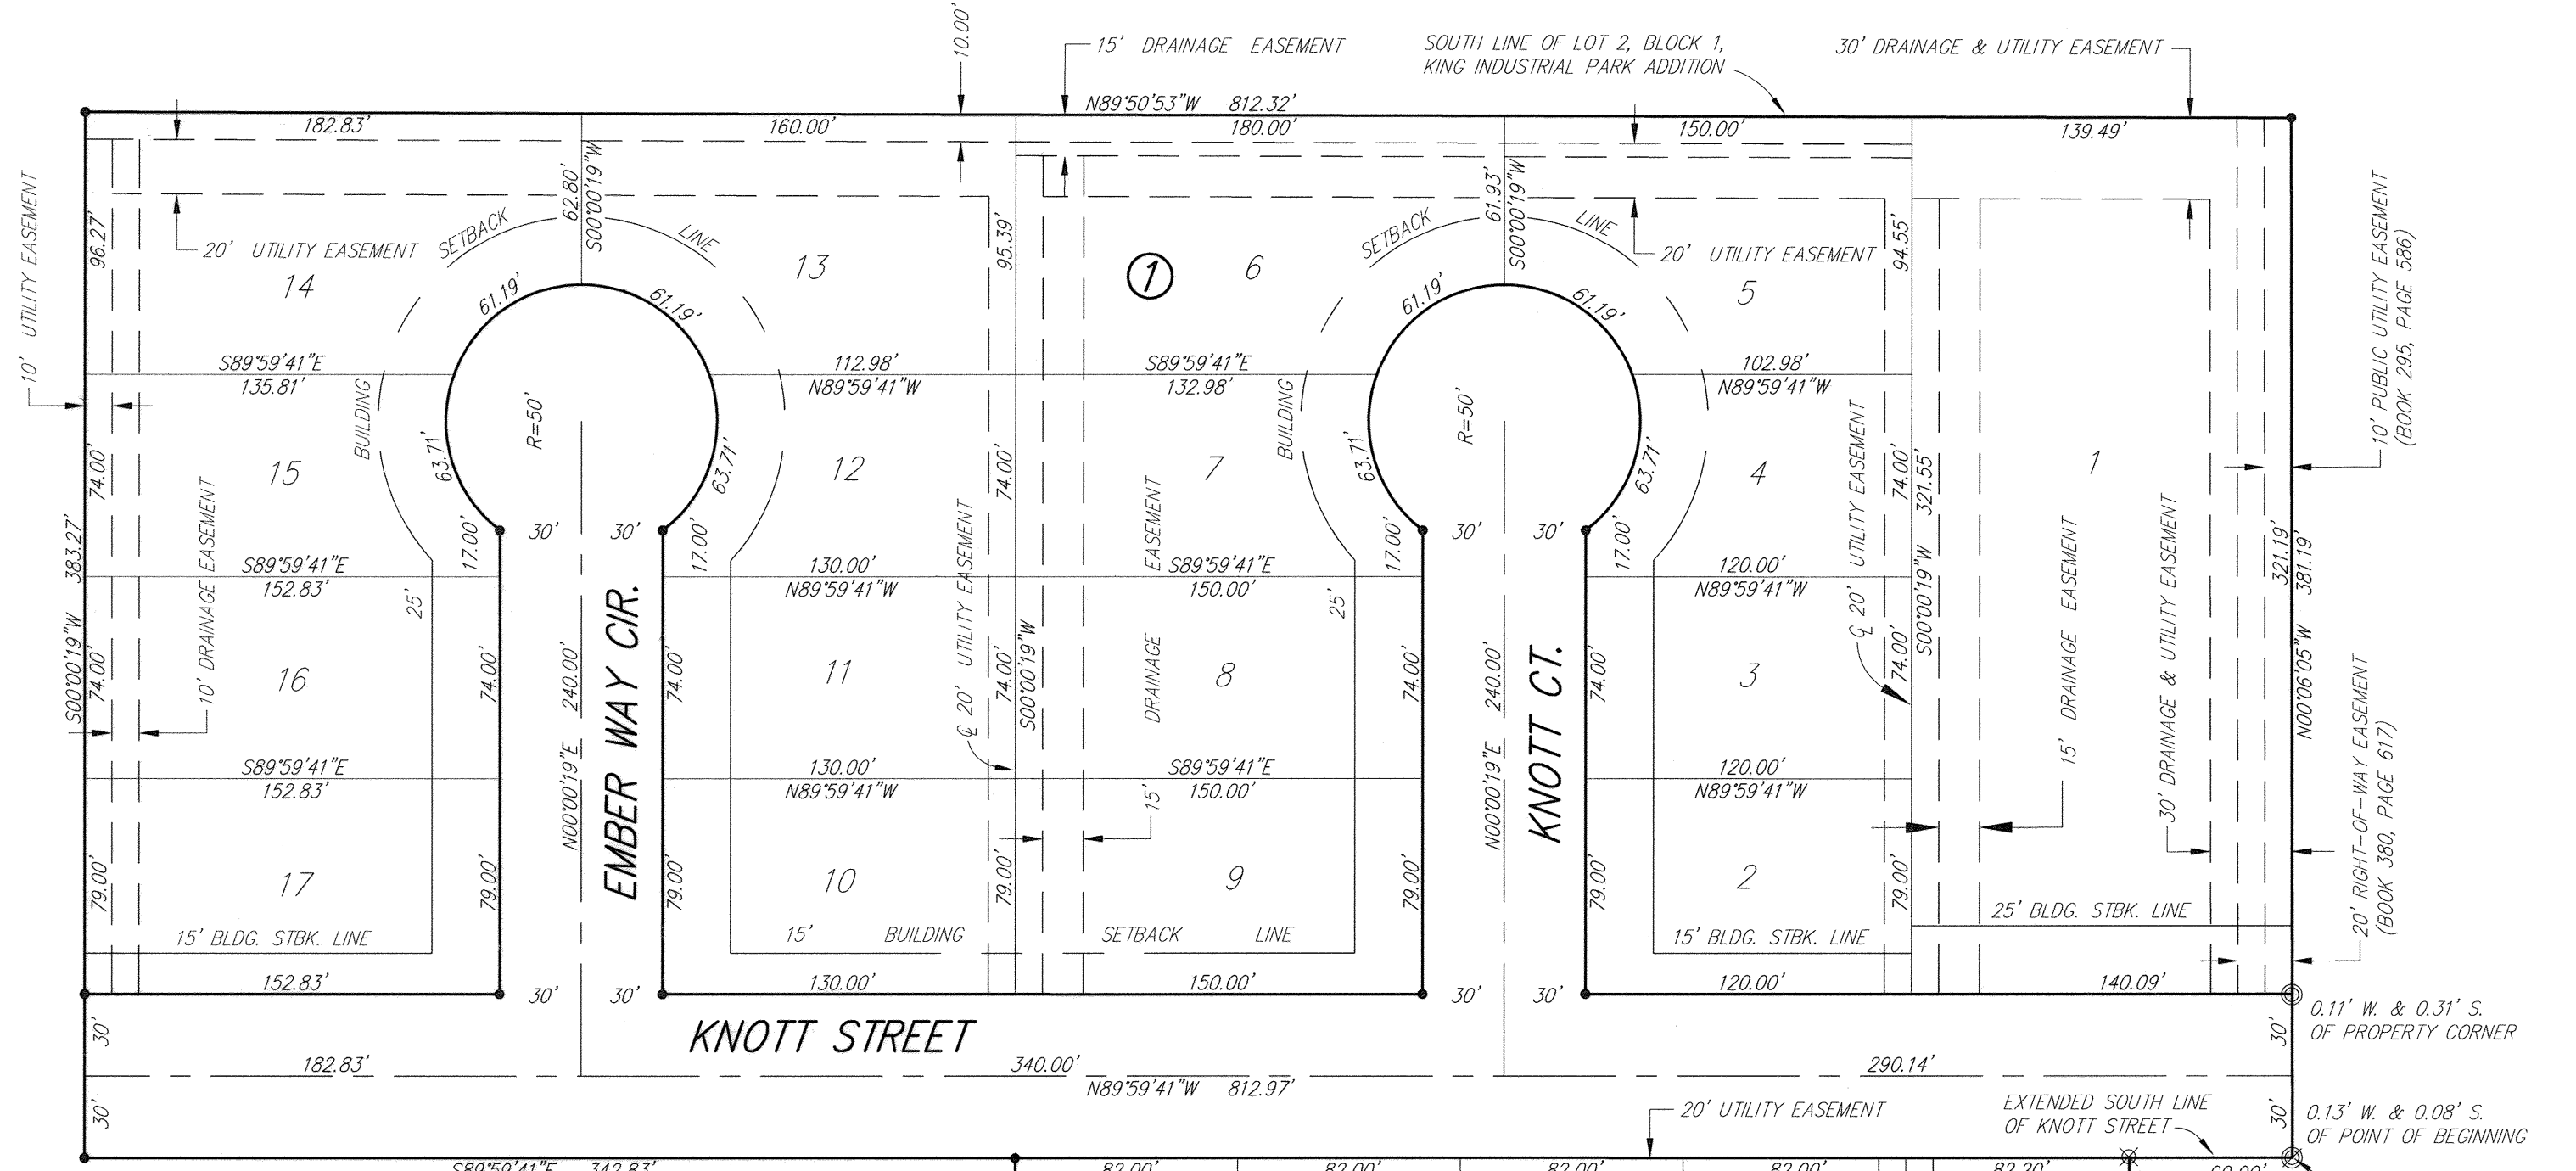 10.00'
15' DRAINAGE EASEMENT
SOUTH LINE OF LOT 2, BLOCK 1,
KING INDUSTRIAL PARK ADDITION
30' DRAINAGE & UTILITY EASEMENT
N89°50'53"W 812.32'
182.83'
160.00'
180.00'
150.00'
139.49'
10' UTILITY EASEMENT
96.27'
20' UTILITY EASEMENT
14
SETBACK
62.80'
S00°00'19"W
LINE
13
95.39'
1
6
SETBACK
61.93'
S00°00'19"W
LINE
20' UTILITY EASEMENT
5
94.55'
10' PUBLIC UTILITY EASEMENT
(BOOK 295, PAGE 586)
61.19'
61.19'
61.19'
61.19'
S89°59'41"E
135.81'
112.98'
N89°59'41"W
S89°59'41"E
132.98'
102.98'
N89°59'41"W
BUILDING
R=50'
BUILDING
R=50'
74.00'
15
63.71'
63.71'
12
74.00'
7
63.71'
63.71'
4
74.00'
321.55'
1
383.27'
S00°00'19"W
10' DRAINAGE EASEMENT
17.00'
30'
30'
17.00'
₵ 20' UTILITY EASEMENT
15' DRAINAGE EASEMENT
17.00'
30'
30'
17.00'
₵ 20' UTILITY EASEMENT
S00°00'19"W
15' DRAINAGE EASEMENT
30' DRAINAGE & UTILITY EASEMENT
321.19'
381.19'
N00°06'05"W
S89°59'41"E
152.83'
130.00'
N89°59'41"W
S89°59'41"E
150.00'
120.00'
N89°59'41"W
25'
25'
74.00'
16
74.00'
240.00'
N00°00'19"E
EMBER WAY CIR.
74.00'
11
74.00'
S00°00'19"W
8
74.00'
240.00'
N00°00'19"E
KNOTT CT.
74.00'
3
74.00'
20' RIGHT-OF-WAY EASEMENT
(BOOK 380, PAGE 617)
S89°59'41"E
152.83'
130.00'
N89°59'41"W
S89°59'41"E
150.00'
120.00'
N89°59'41"W
79.00'
17
79.00'
79.00'
10
79.00'
9
79.00'
79.00'
2
79.00'
15' BLDG. STBK. LINE
15' BUILDING SETBACK LINE
15' BLDG. STBK. LINE
25' BLDG. STBK. LINE
152.83'
30'
30'
130.00'
150.00'
30'
30'
120.00'
140.09'
0.11' W. & 0.31' S.
OF PROPERTY CORNER
30'
KNOTT STREET
30'
182.83'
340.00'
290.14'
N89°59'41"W 812.97'
30'
20' UTILITY EASEMENT
EXTENDED SOUTH LINE
OF KNOTT STREET
30'
0.13' W. & 0.08' S.
OF POINT OF BEGINNING
S89°59'41"E 342.83'
82.00'
82.00'
82.00'
82.00'
82.20'